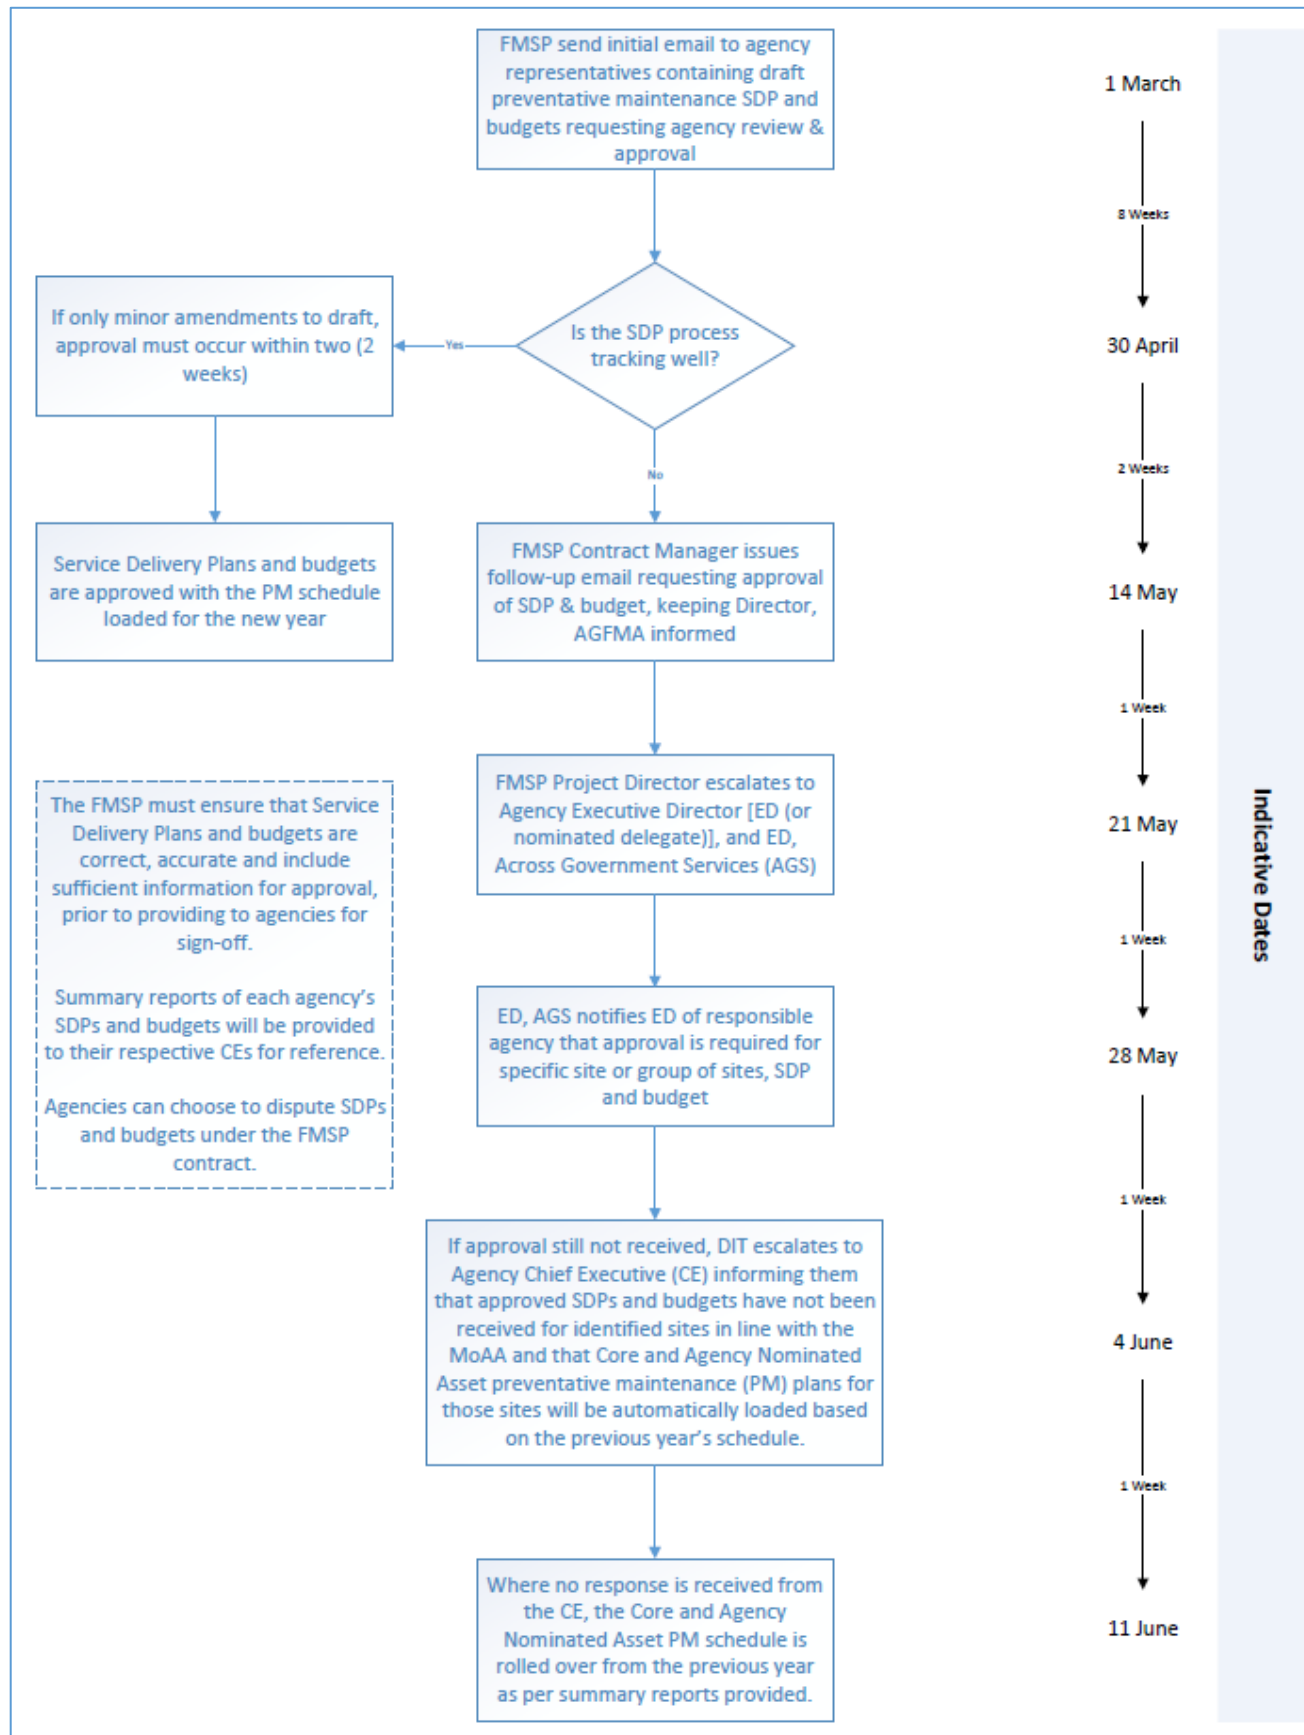 FMSP send initial email to agency
representatives containing draft
preventative maintenance SDP and
budgets requesting agency review &
approval
1 March
8 Weeks
If only minor amendments to draft,
approval must occur within two (2
weeks)
Yes
Is the SDP process
tracking well?
30 April
No
2 Weeks
Service Delivery Plans and budgets
are approved with the PM schedule
loaded for the new year
FMSP Contract Manager issues
follow-up email requesting approval
of SDP & budget, keeping Director,
AGFMA informed
14 May
1 Week
The FMSP must ensure that Service
Delivery Plans and budgets are
correct, accurate and include
sufficient information for approval,
prior to providing to agencies for
sign-off.
Summary reports of each agency's
SDPs and budgets will be provided
to their respective CEs for reference.
Agencies can choose to dispute SDPs
and budgets under the FMSP
contract.
FMSP Project Director escalates to
Agency Executive Director [ED (or
nominated delegate)], and ED,
Across Government Services (AGS)
21 May
1 Week
ED, AGS notifies ED of responsible
agency that approval is required for
specific site or group of sites, SDP
and budget
28 May
1 Week
If approval still not received, DIT escalates to
Agency Chief Executive (CE) informing them
that approved SDPs and budgets have not been
received for identified sites in line with the
MoAA and that Core and Agency Nominated
Asset preventative maintenance (PM) plans for
those sites will be automatically loaded based
on the previous year's schedule.
4 June
1 Week
Where no response is received from
the CE, the Core and Agency
Nominated Asset PM schedule is
rolled over from the previous year
as per summary reports provided.
11 June
Indicative Dates